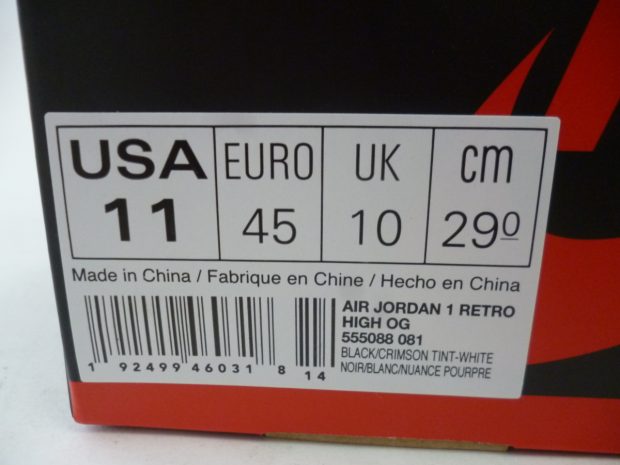 USA EURO UK cm
11 45 10 29º
Made in China / Fabrique en Chine / Hecho en China
AIR JORDAN 1 RETRO
HIGH OG
555088 081
BLACK/CRIMSON TINT-WHITE
NOIR/BLANC/NUANCE POURPRE
1 92499 46031 8 14